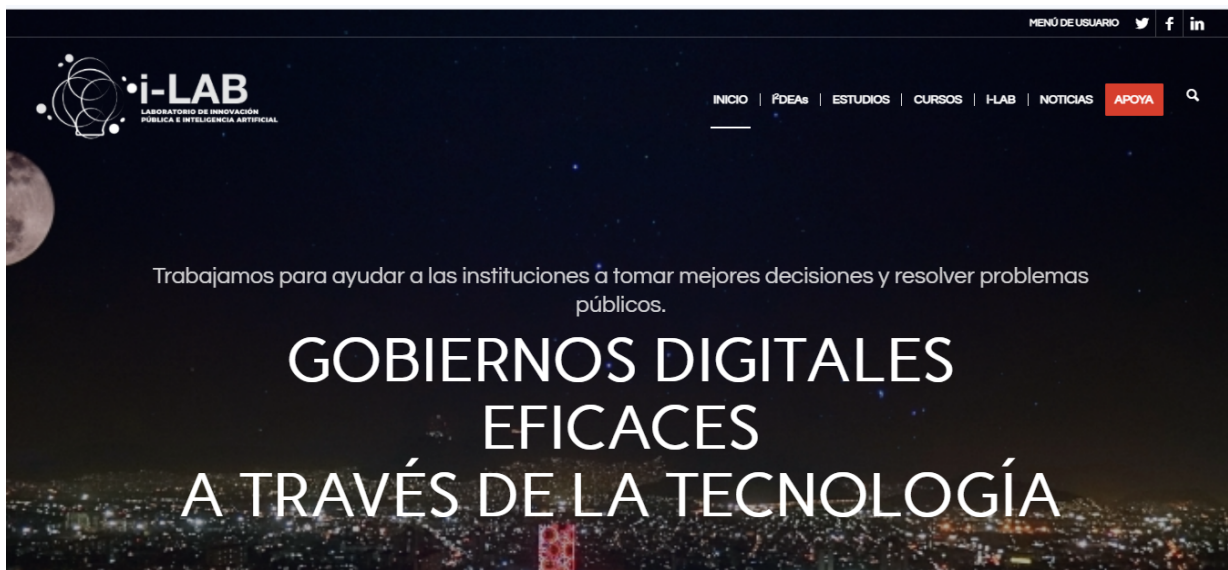 MENÚ DE USUARIO
i-LAB
LABORATORIO DE INNOVACIÓN
PÚBLICA E INTELIGENCIA ARTIFICIAL
INICIO | I²DEAs | ESTUDIOS | CURSOS | I-LAB | NOTICIAS APOYA
Trabajamos para ayudar a las instituciones a tomar mejores decisiones y resolver problemas
públicos.
GOBIERNOS DIGITALES
EFICACES
A TRAVÉS DE LA TECNOLOGÍA